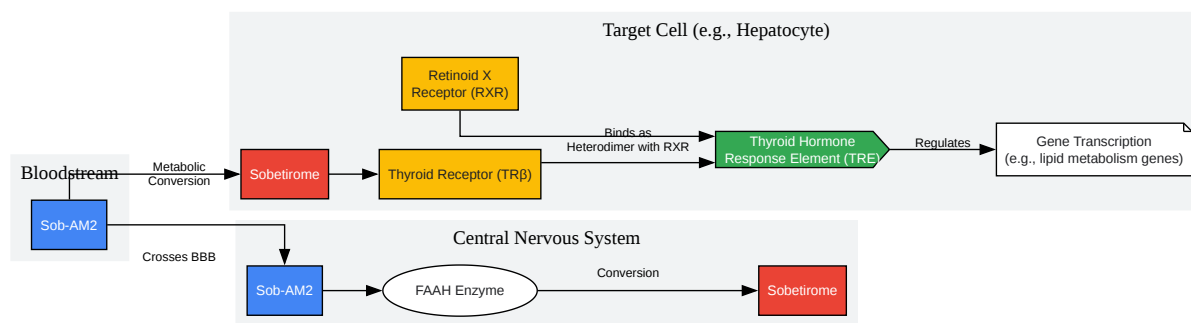 Target Cell (e.g., Hepatocyte)
Retinoid X
Receptor (RXR)
Binds as
Heterodimer with RXR
Thyroid Hormone
Response Element (TRE)
Regulates
Gene Transcription
(e.g., lipid metabolism genes)
Bloodstream
Metabolic
Conversion
Sobetirome
Thyroid Receptor (TRβ)
Sob-AM2
Crosses BBB
Central Nervous System
Sob-AM2
FAAH Enzyme
Conversion
Sobetirome